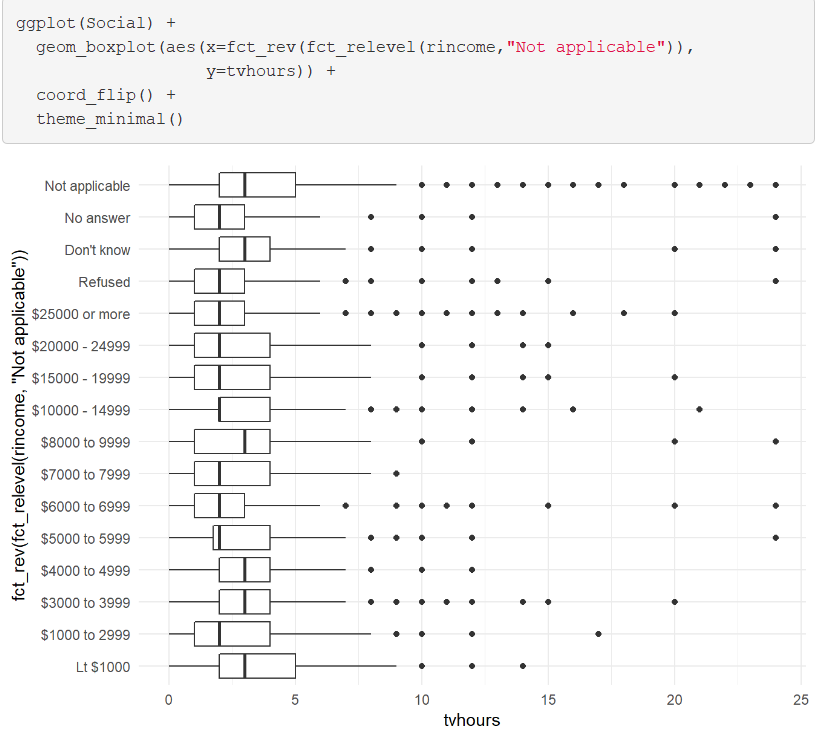 ggplot(Social) +
geom_boxplot(aes(x=fct_rev(fct_relevel(rincome,"Not applicable")),
y=tvhours)) +
coord_flip() +
theme_minimal()
fct_rev(fct_relevel(rincome, "Not applicable"))
Not applicable
No answer
Don't know
Refused
$25000 or more
$20000 - 24999
$15000 - 19999
$10000 - 14999
$8000 to 9999
$7000 to 7999
$6000 to 6999
$5000 to 5999
$4000 to 4999
$3000 to 3999
$1000 to 2999
Lt $1000
0 5 10 15 20 25
tvhours